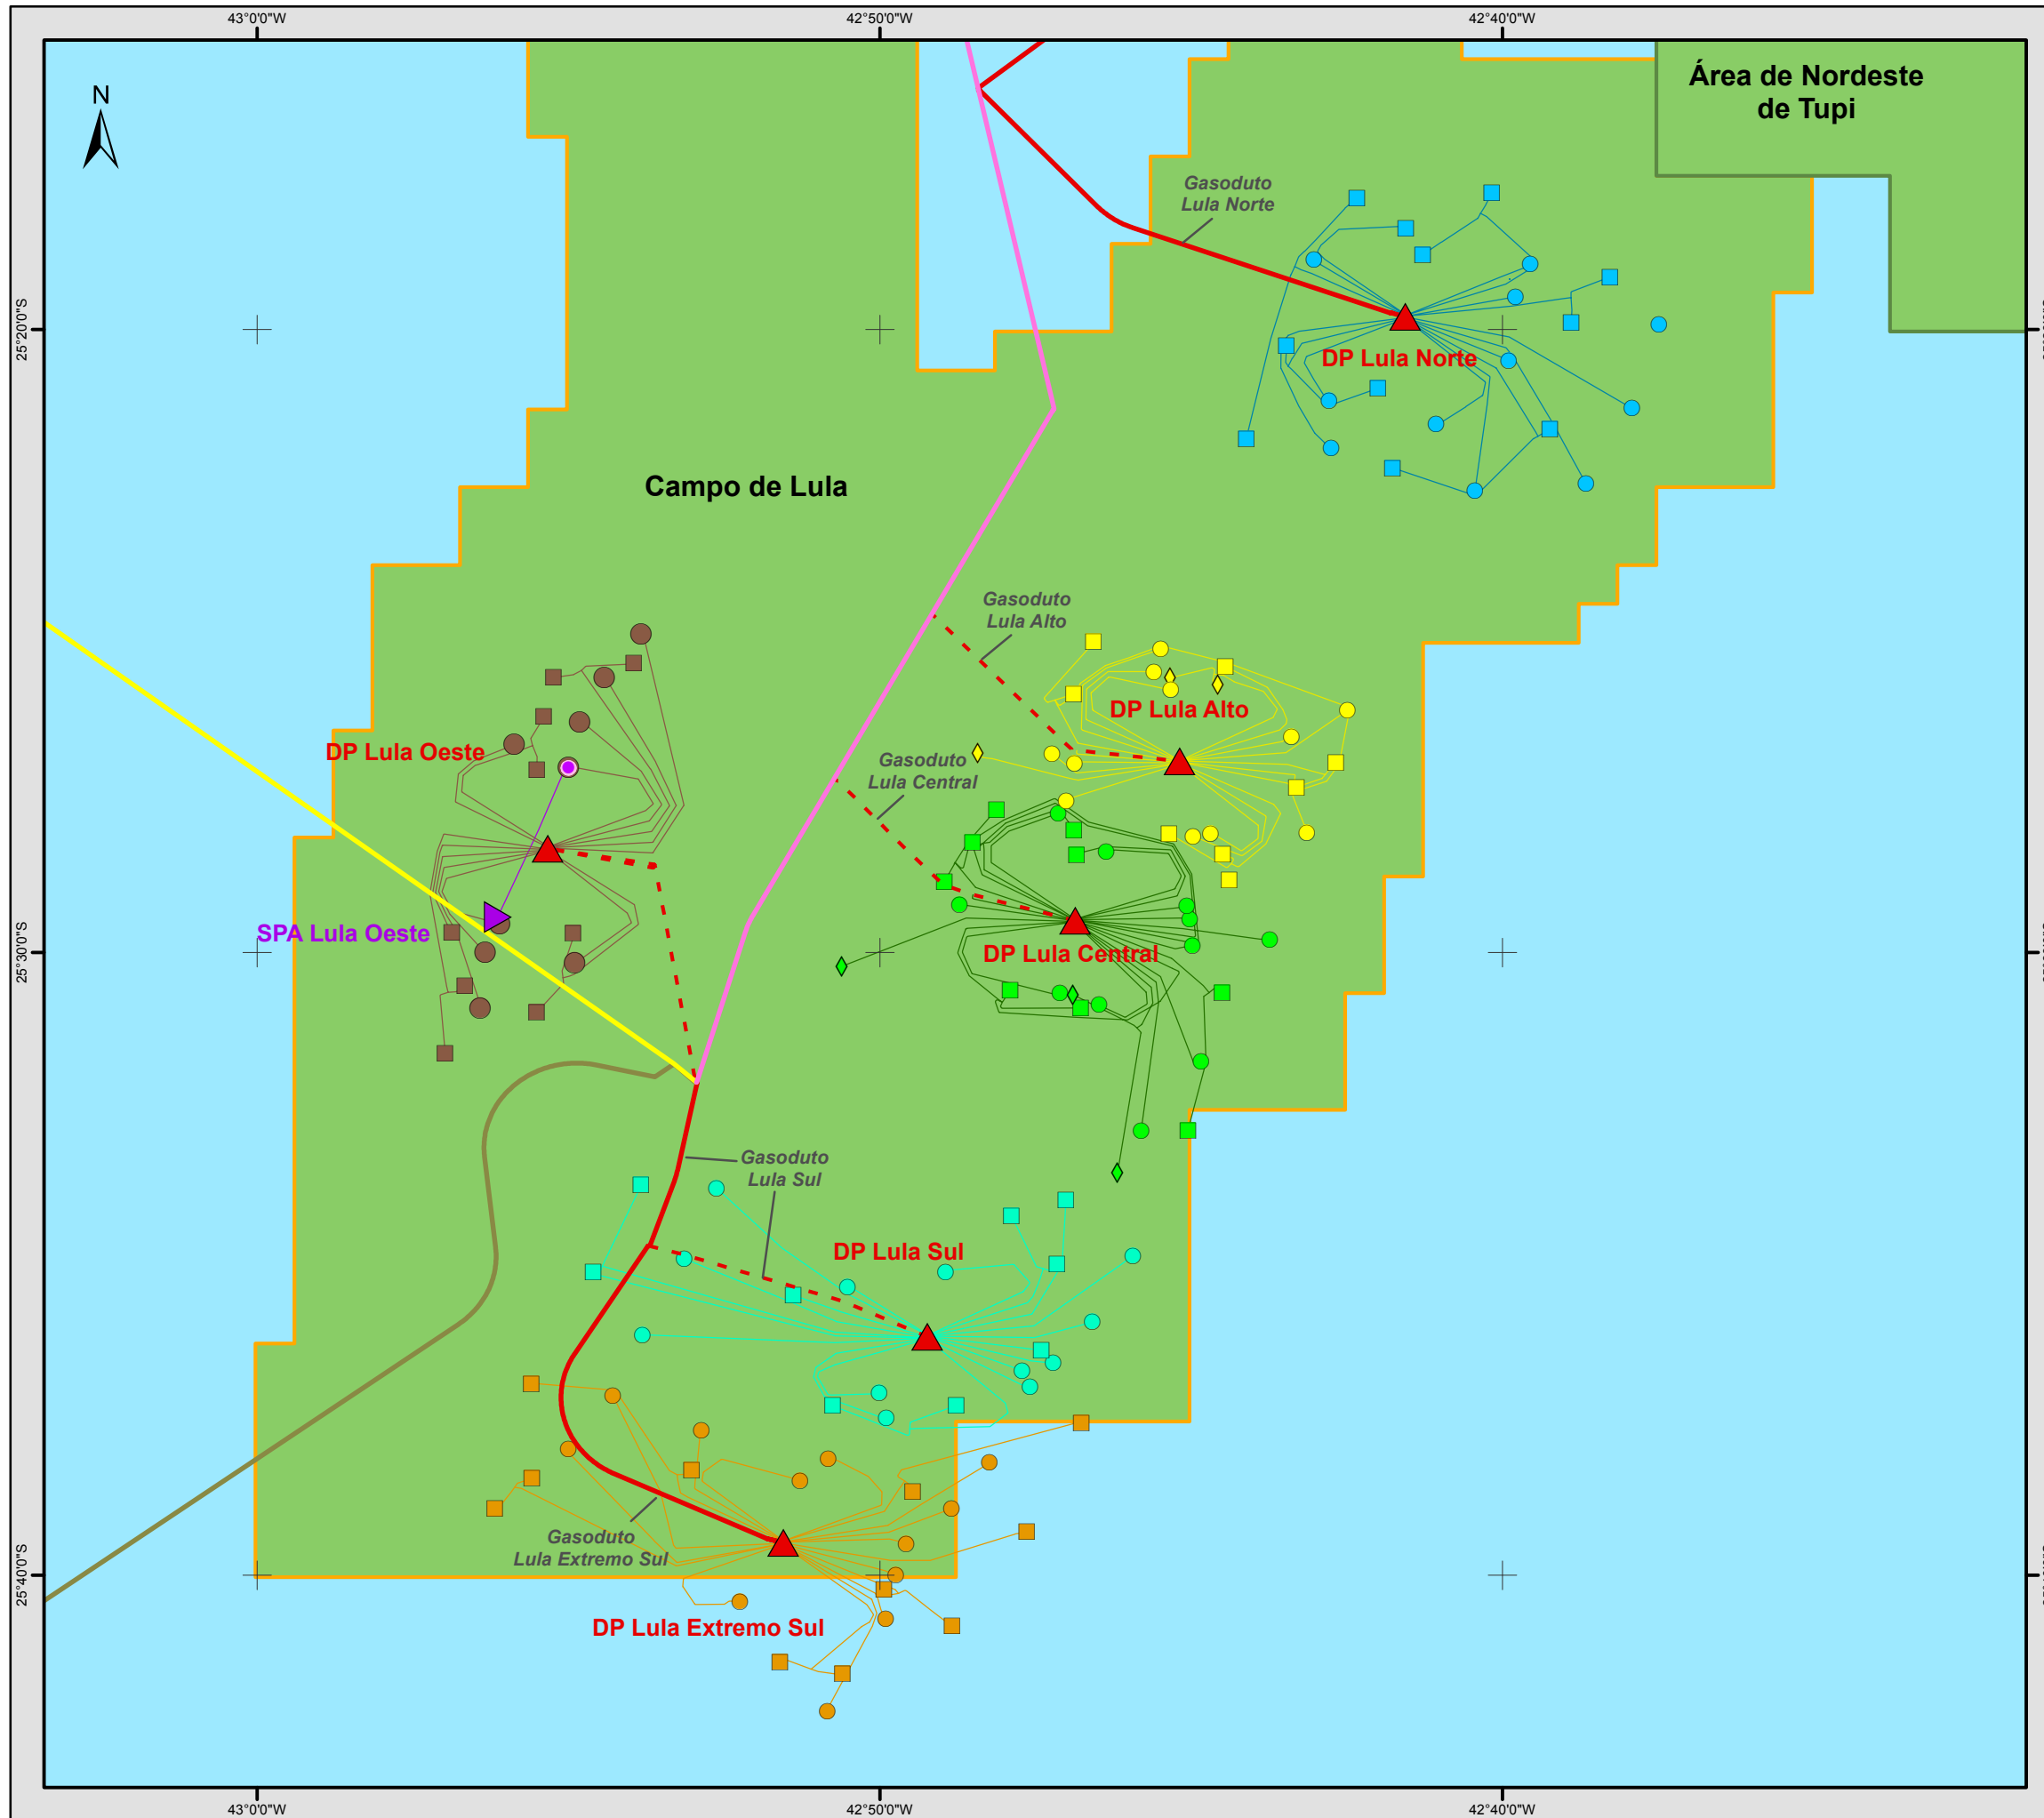 43°0'0"W
42°50'0"W
42°40'0"W
N
Área de Nordeste
de Tupi
Gasoduto
Lula Norte
25°20'0"S
DP Lula Norte
Campo de Lula
Gasoduto
Lula Alto
DP Lula Alto
DP Lula Oeste
Gasoduto
Lula Central
SPA Lula Oeste
25°30'0"S
DP Lula Central
Gasoduto
Lula Sul
DP Lula Sul
Gasoduto
Lula Extremo Sul
25°40'0"S
DP Lula Extremo Sul
43°0'0"W
42°50'0"W
42°40'0"W